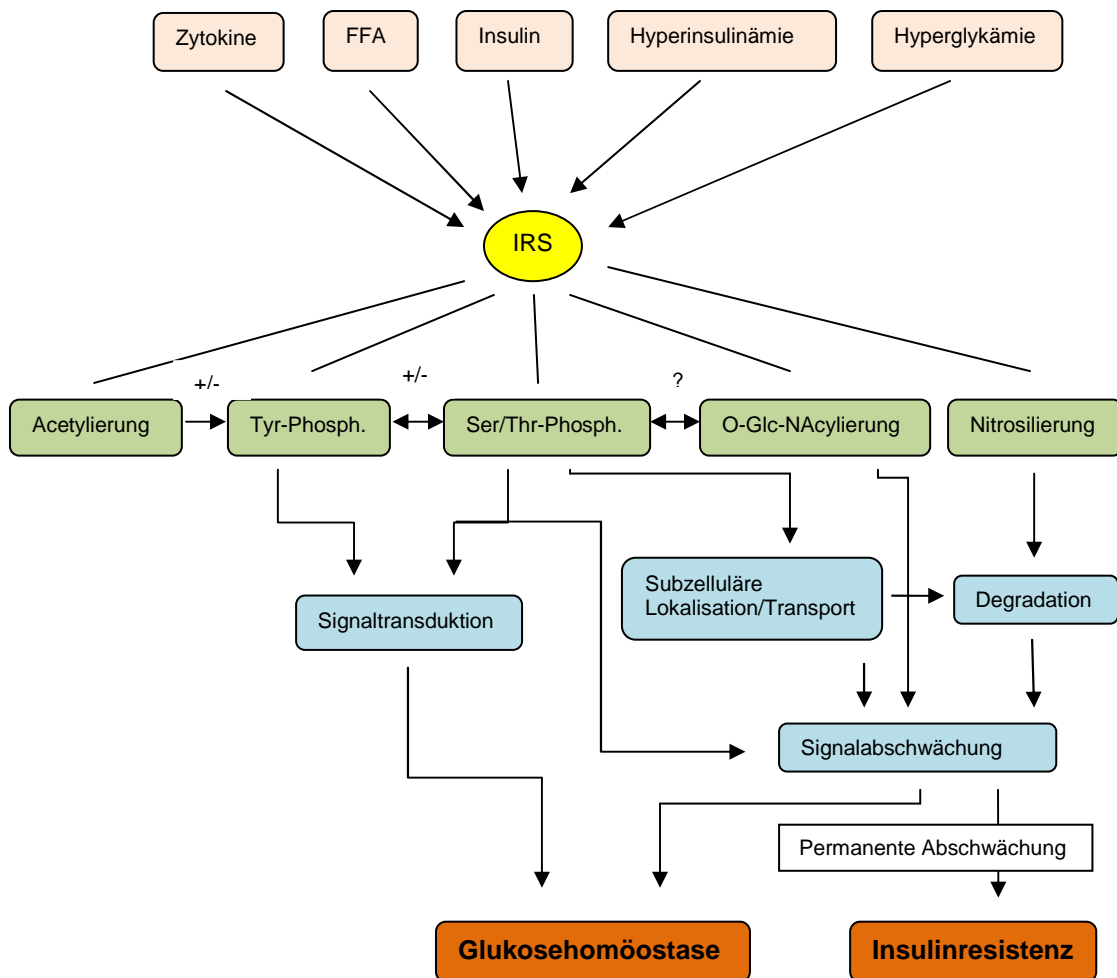 Zytokine
FFA
Insulin
Hyperinsulinämie
Hyperglykämie
IRS
+/-
+/-
?
Acetylierung
Tyr-Phosph.
Ser/Thr-Phosph.
O-Glc-NAcylierung
Nitrosilierung
Subzelluläre
Lokalisation/Transport
Degradation
Signaltransduktion
Signalabschwächung
Permanente Abschwächung
Glukosehomöostase
Insulinresistenz